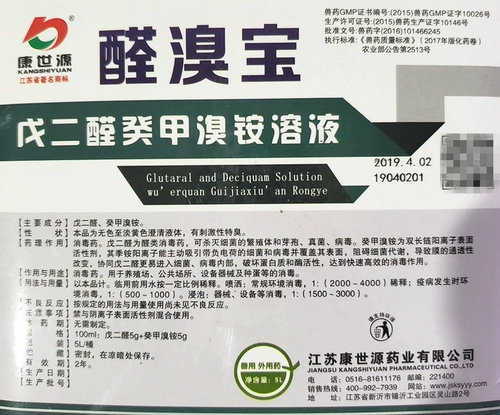 康世源
KANGSHIYUAN
江苏省著名商标
兽药GMP证书号:(2015)兽药GMP证字10026号
生产许可证号:(2015)兽药生产证字10146号
批准文号:兽药字(2016)101466245
执行标准:《兽药质量标准》(2017年版化药卷)
农业部公告第2513号
醛溴宝
戊二醛癸甲溴铵溶液
Glutaral and Deciquam Solution
wu'erquan Guijiaxiu'an Rongye
2019.4.02
19040201
【主要成分】戊二醛、癸甲溴铵。
【性 状】本品为无色至淡黄色澄清液体,有刺激性特臭。
【药理作用】消毒药。戊二醛为醛类消毒药,可杀灭细菌的繁殖体和芽孢、真菌、病毒。癸甲溴铵为双长链阳离子表面
活性剂,其季铵阳离子能主动吸引带负电荷的细菌和病毒并覆盖其表面,阻碍细菌代谢,导致膜的通透性
改变,协同戊二醛更易进入细菌、病毒内部,破坏蛋白质和酶活性,达到快速高效的消毒作用。
【作用与用途】消毒药。用于养殖场、公共场所、设备器械及种蛋等的消毒。
【用法与用量】以本品计。临用前用水按一定比例稀释。喷洒:常规环境消毒,1:(2000～4000)稀释;疫病发生时环
境消毒,1:(500～1000)。浸泡:器械、设备等消毒,1:(1500～3000)。
不良反应】按规定的用法与用量使用尚未见不良反应。
注意事项】禁与阴离子表面活性剂混合使用。
休 药 期】无需制定。
规 格】100ml:戊二醛5g+癸甲溴铵5g
包 装】5L/桶
贮 藏】密封,在凉暗处保存。
有 效 期】2年。
生产日期】
生产批号】
请保持环境
兽用 外用药
净含量:5L
江苏康世源药业有限公司
JIANGSU KANGSHIYUAN PHARMACEUTICAL CO.,LTD
电话:0516-81611176 邮编:221400
销售热线:400-991-7939 网址:www.jsksyyy.com
地址:江苏省新沂市锡沂工业园区灵山路2号